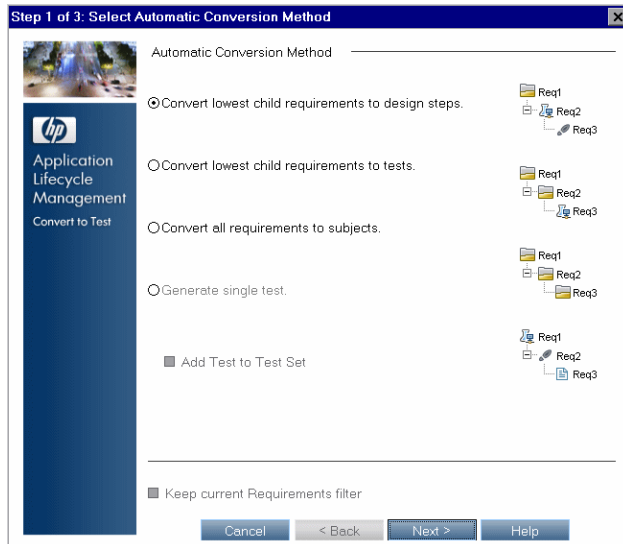 Step 1 of 3: Select Automatic Conversion Method
Automatic Conversion Method
hp
Application
Lifecycle
Management
Convert to Test
Convert lowest child requirements to design steps.
Req1
Req2
Req3
Convert lowest child requirements to tests.
Req1
Req2
Req3
Convert all requirements to subjects.
Req1
Req2
Req3
Generate single test.
Add Test to Test Set
Req1
Req2
Req3
Keep current Requirements filter
Cancel < Back Next > Help